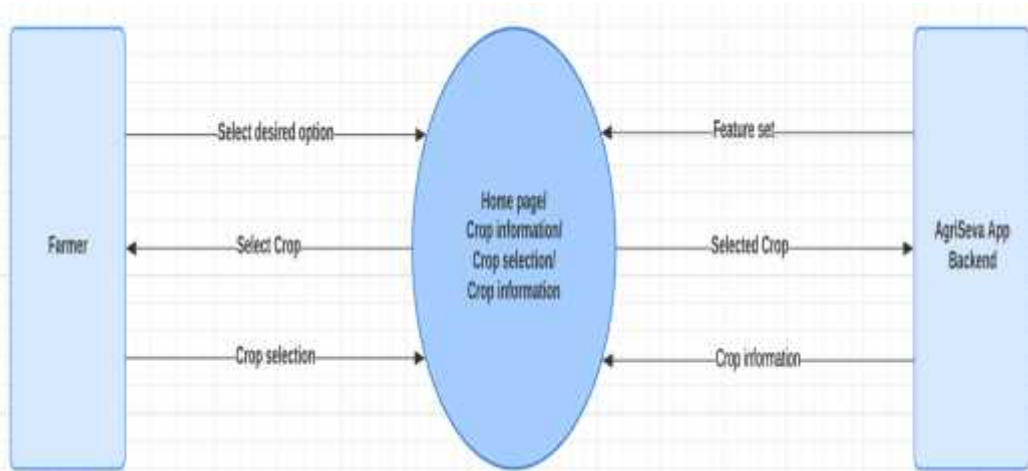 Select desired option
Feature set
Farmer
Select Crop
Home page/
Crop information/
Crop selection/
Crop information
Selected Crop
AgriSeva App
Backend
Crop selection
Crop information